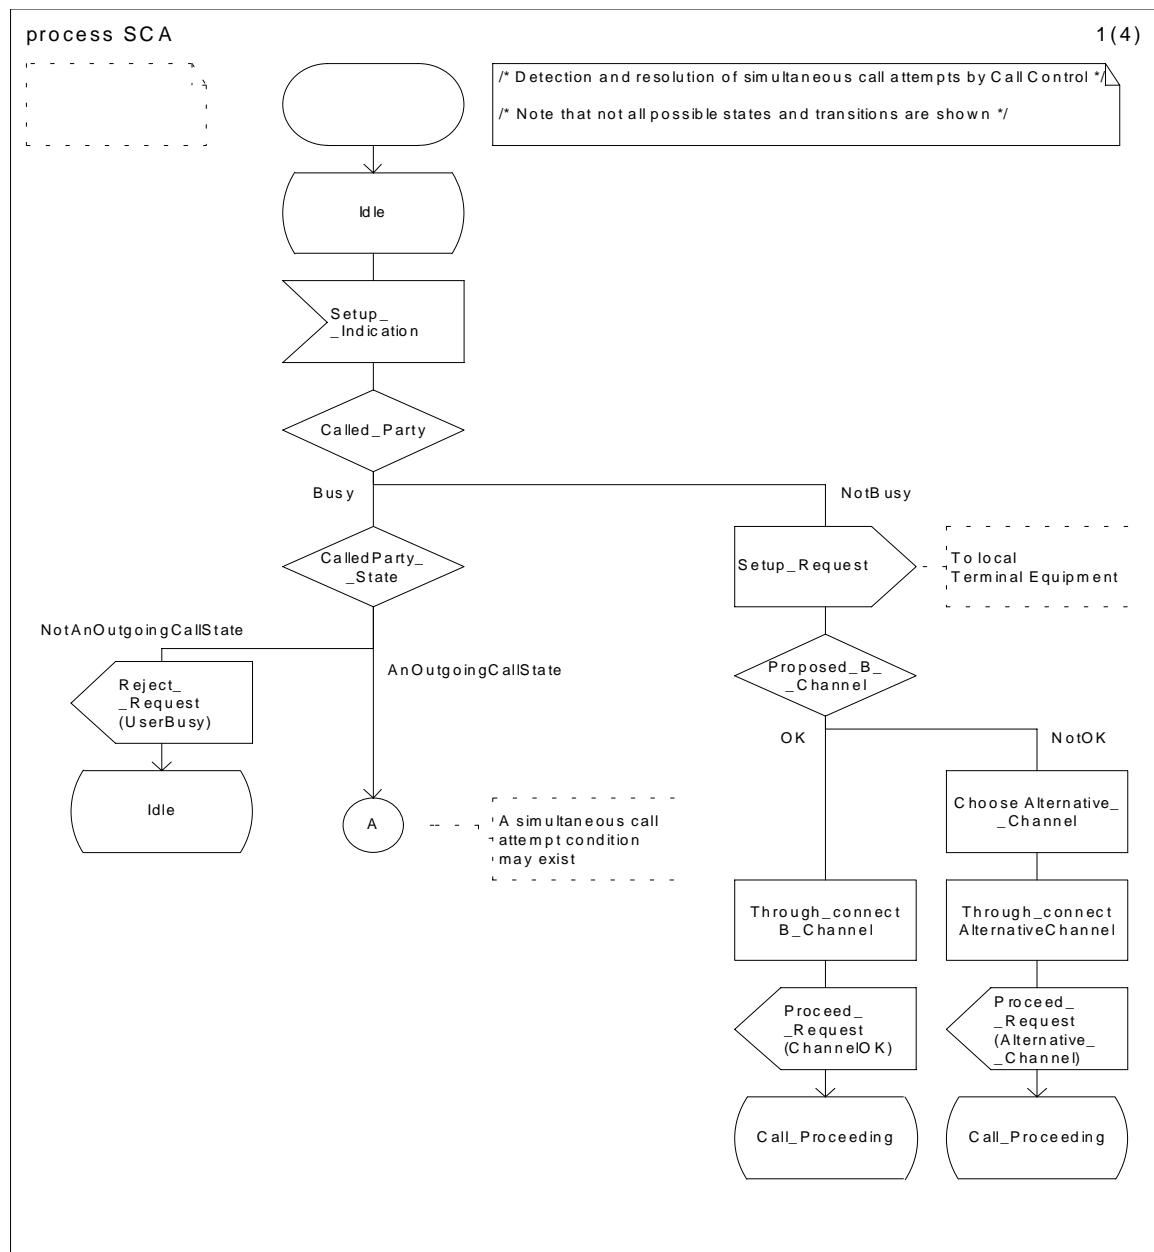 process SCA
1(4)
/* Detection and resolution of simultaneous call attempts by Call Control */
/* Note that not all possible states and transitions are shown */
Idle
Setup_
_Indication
Called_Party
Busy
NotBusy
CalledParty_
_State
Setup_Request
To local
Terminal Equipment
NotAnOutgoingCallState
AnOutgoingCallState
Reject_
_Request
(UserBusy)
Proposed_B_
_Channel
OK
NotOK
Idle
A
A simultaneous call
attempt condition
may exist
Choose Alternative_
_Channel
Through_connect
B_Channel
Through_connect
AlternativeChannel
Proceed_
_Request
(ChannelOK)
Proceed_
_Request
(Alternative_
_Channel)
Call_Proceeding
Call_Proceeding